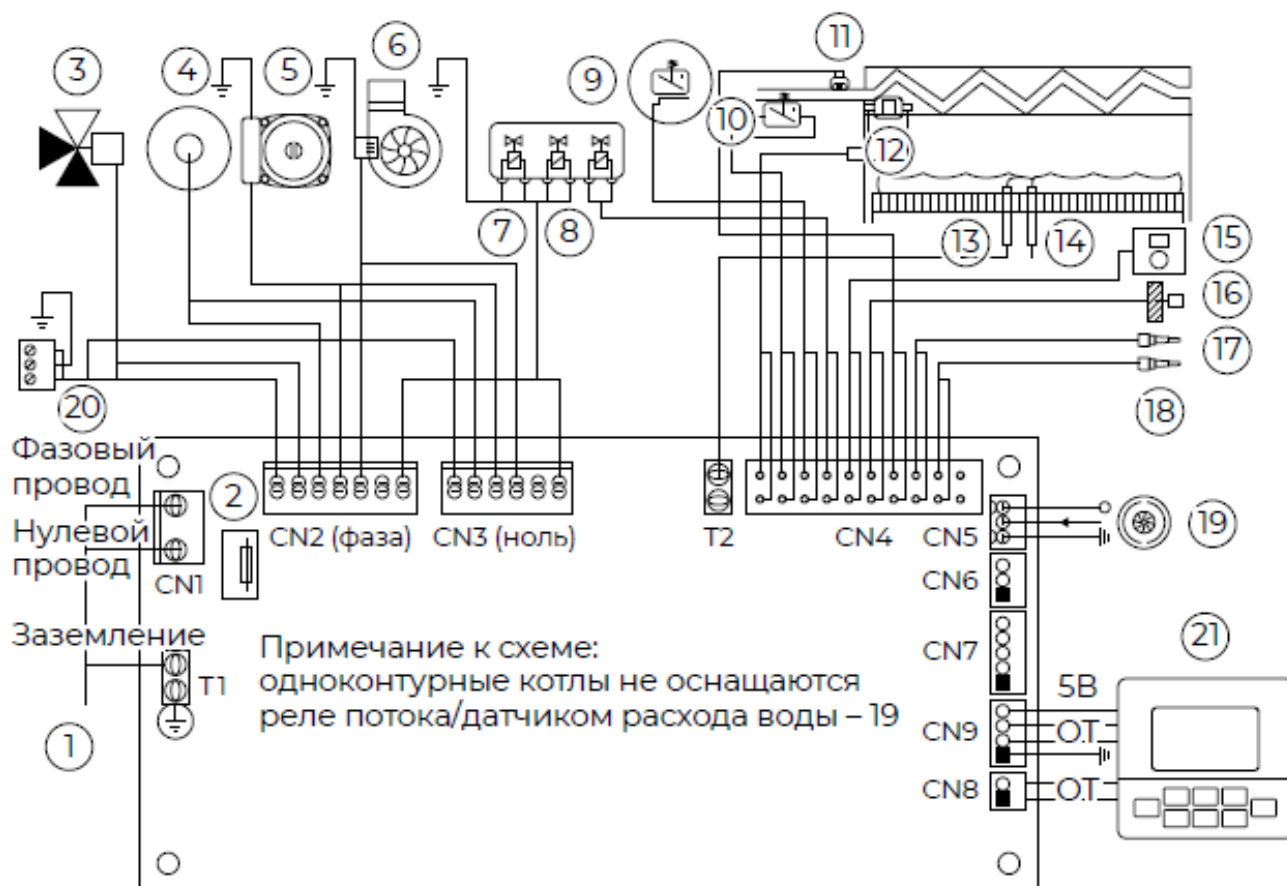 3
4
5
6
7
8
9
10
11
12
13
14
15
16
17
18
20
Фазовый
провод
Нулевой
провод
2
CN1
CN2 (фаза)
CN3 (ноль)
T2
CN4
CN5
19
CN6
CN7
Заземление
T1
1
Примечание к схеме:
одноконтурные котлы не оснащаются
реле потока/датчиком расхода воды – 19
21
5В
CN9
О.Т
CN8
О.Т